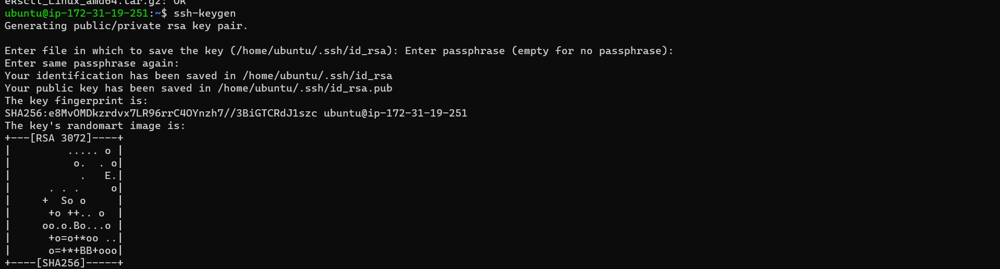 eksctl_Linux_amd64.tar.gz: OK
ubuntu@ip-172-31-19-251:~$ ssh-keygen
Generating public/private rsa key pair.
Enter file in which to save the key (/home/ubuntu/.ssh/id_rsa): Enter passphrase (empty for no passphrase):
Enter same passphrase again:
Your identification has been saved in /home/ubuntu/.ssh/id_rsa
Your public key has been saved in /home/ubuntu/.ssh/id_rsa.pub
The key fingerprint is:
SHA256:e8MvOMDkzrdvx7LR96rrC4OYnzh7//3BiGTCRdJ1szc ubuntu@ip-172-31-19-251
The key's randomart image is:
+---[RSA 3072]----+
|         ..... o |
|          o.  . o|
|           .   E.|
|      . . .     o|
|     +  So o     |
|      +o ++.. o  |
|     oo.o.Bo...o |
|      +o=o+*oo ..|
|      o=+*+BB+ooo|
+----[SHA256]-----+